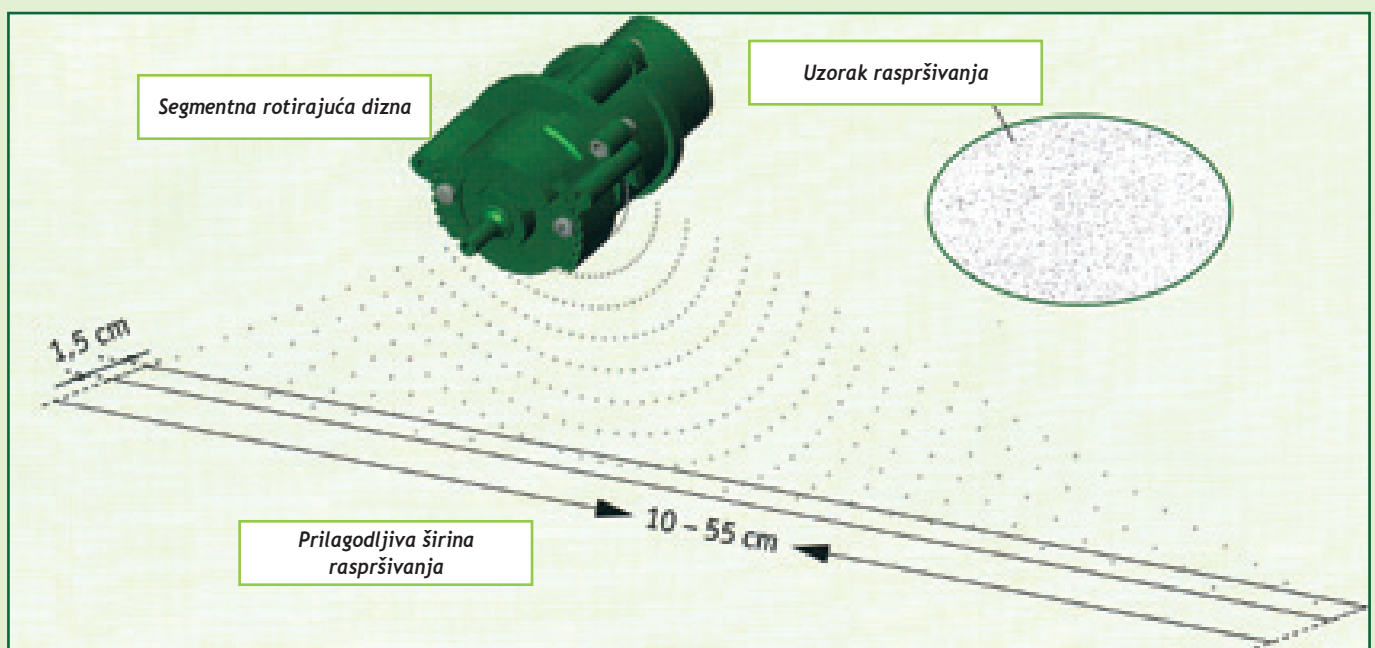 Segmentna rotirajuća dizna
Uzorak raspršivanja
1,5 cm
10 – 55 cm
Prilagodljiva širina
raspršivanja